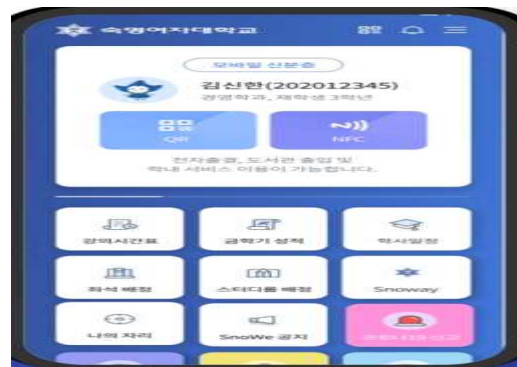 숙명여자대학교
모바일 신분증
김신한(202012345)
경영학과, 재학생 3학년
QR
NFC
전자출결, 도서관 출입 및
학내 서비스 이용이 가능합니다.
강의시간표
금학기 성적
학사일정
좌석 배정
스터디룸 배정
Snoway
나의 자리
SnoWe 공지